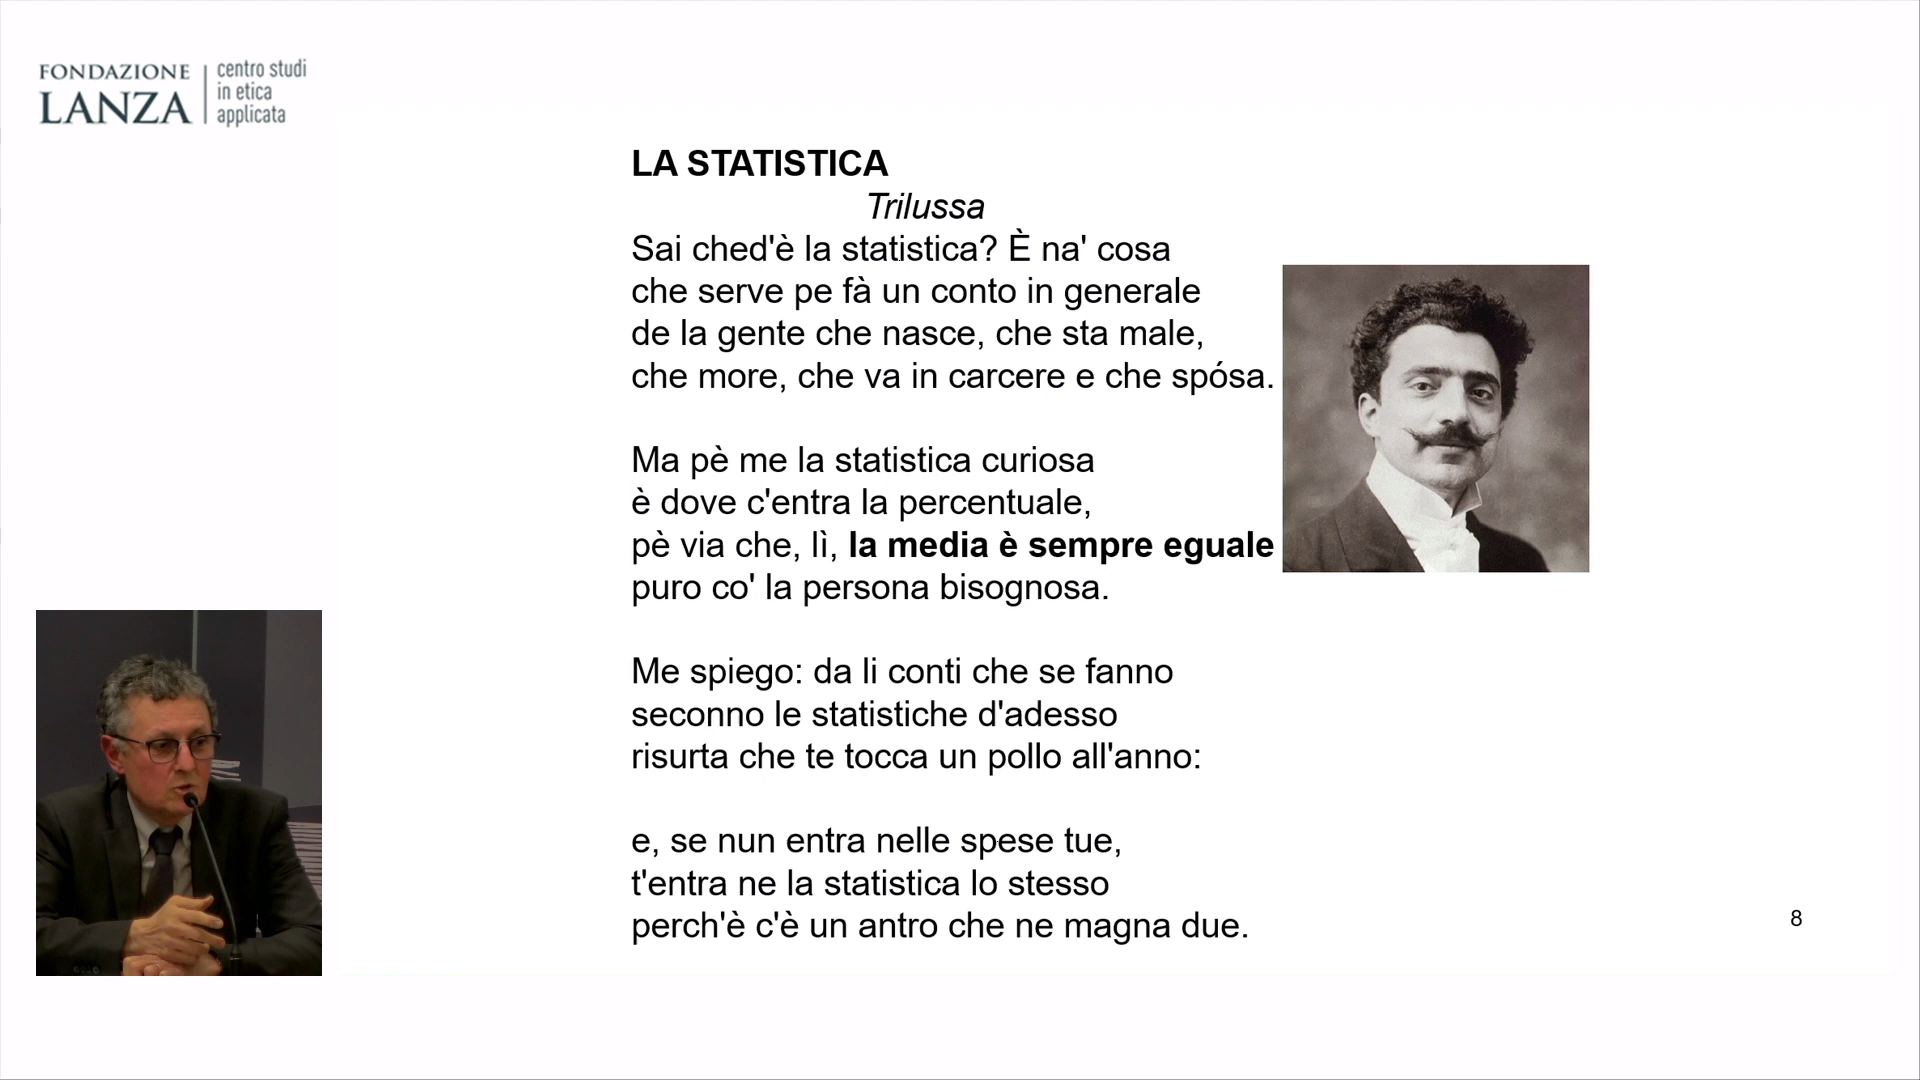 FONDAZIONE
LANZA
centro studi
in etica
applicata
LA STATISTICA
Trilussa
Sai ched'è la statistica? È na' cosa
che serve pe fà un conto in generale
de la gente che nasce, che sta male,
che more, che va in carcere e che spósa.
Ma pè me la statistica curiosa
è dove c'entra la percentuale,
pè via che, lì, la media è sempre eguale
puro co' la persona bisognosa.
Me spiego: da li conti che se fanno
seconno le statistiche d'adesso
risurta che te tocca un pollo all'anno:
e, se nun entra nelle spese tue,
t'entra ne la statistica lo stesso
perch'è c'è un antro che ne magna due.
8